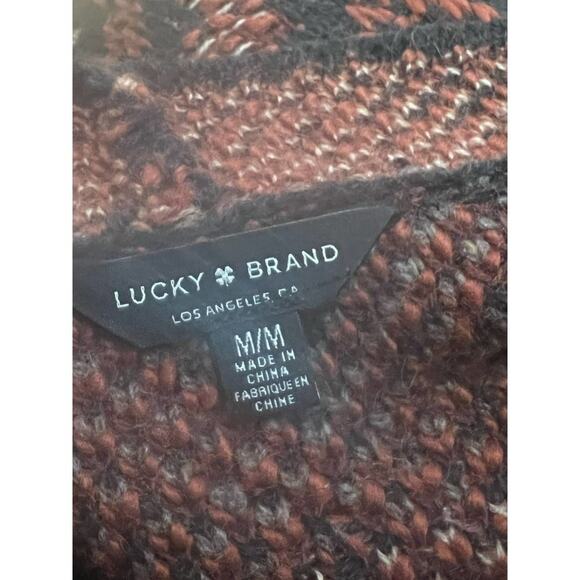 LUCKY BRAND
LOS ANGELES, CA
M/M
MADE IN
CHINA
FABRIQUE EN
CHINE